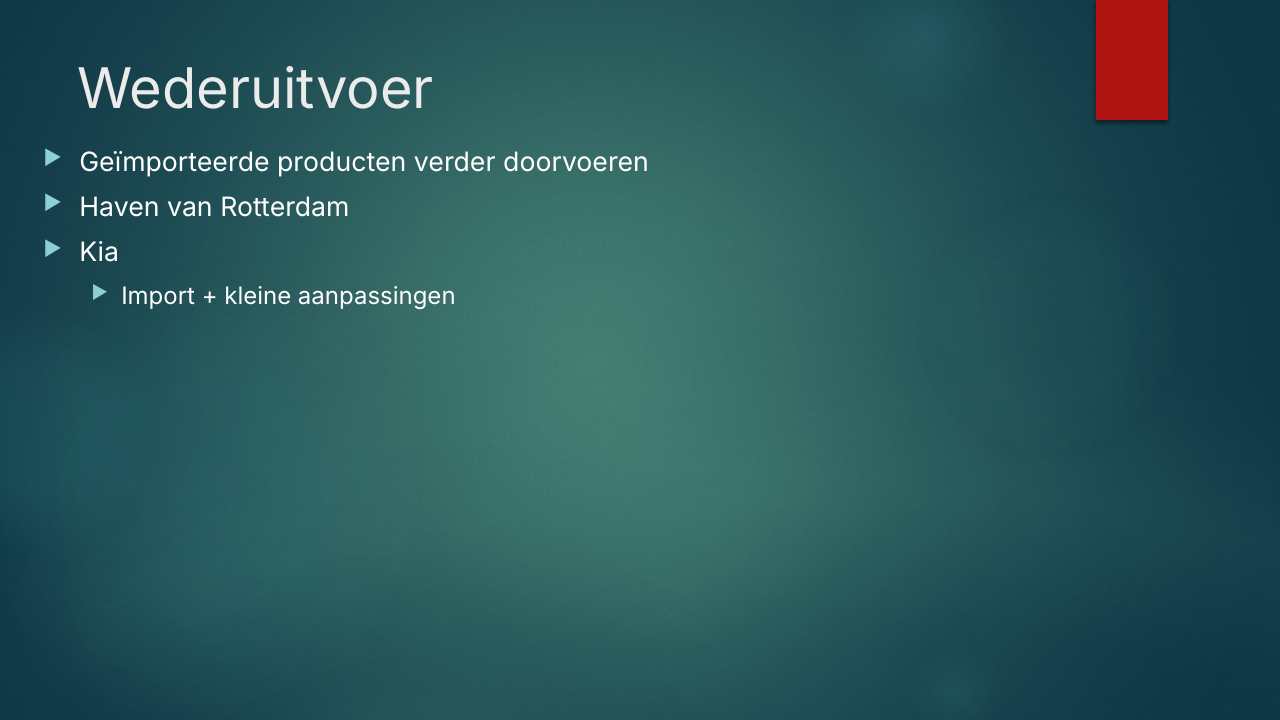 Wederuitvoer
Geïmporteerde producten verder doorvoeren
Haven van Rotterdam
Kia
Import + kleine aanpassingen